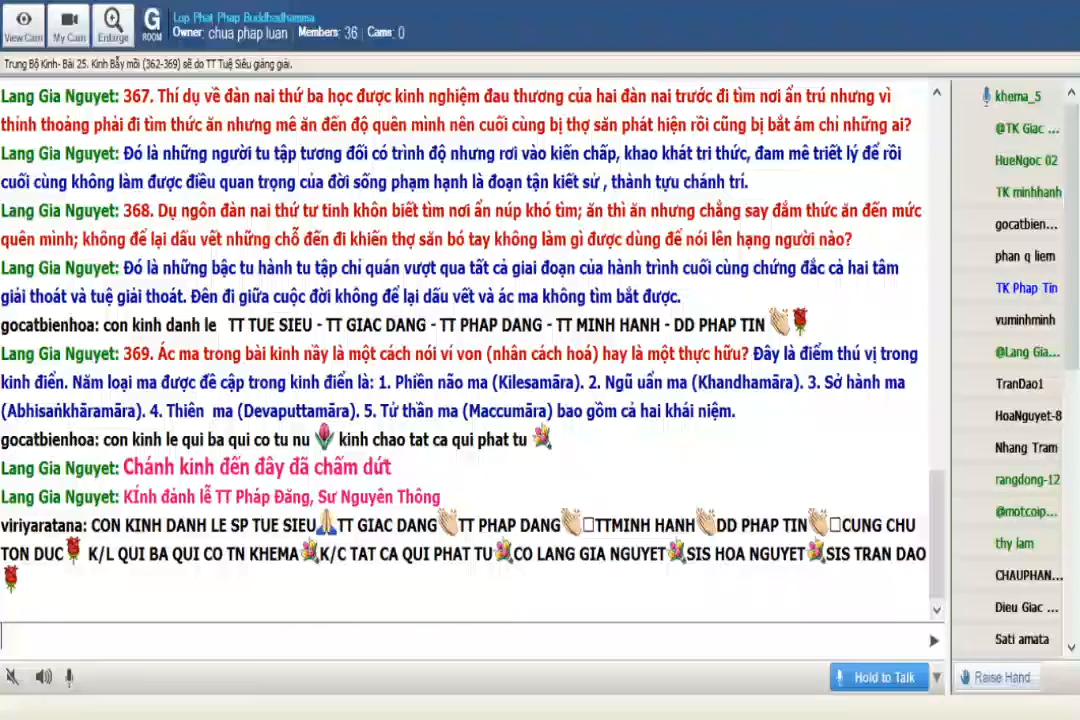 View Cam
My Cam
Enlarge
G ROOM
Lop Phat Phap Buddhadhamma
Owner: chua phap luan | Members: 36 | Cams: 0
Trung Bộ Kinh- Bài 25. Kinh Bẫy mồi (362-369) sẽ do TT Tuệ Siêu giảng giải.
Lang Gia Nguyet: 367. Thí dụ về đàn nai thứ ba học được kinh nghiệm đau thương của hai đàn nai trước đi tìm nơi ẩn trú nhưng vì
thỉnh thoảng phải đi tìm thức ăn nhưng mê ăn đến độ quên mình nên cuối cùng bị thợ săn phát hiện rồi cũng bị bắt ám chỉ những ai?
Lang Gia Nguyet: Đó là những người tu tập tương đối có trình độ nhưng rơi vào kiến chấp, khao khát tri thức, đam mê triết lý để rồi
cuối cùng không làm được điều quan trọng của đời sống phạm hạnh là đoạn tận kiết sử , thành tựu chánh trí.
Lang Gia Nguyet: 368. Dụ ngôn đàn nai thứ tư tinh khôn biết tìm nơi ẩn núp khó tìm; ăn thì ăn nhưng chẳng say đắm thức ăn đến mức
quên mình; không để lại dấu vết những chỗ đến đi khiến thợ săn bó tay không làm gì được dùng để nói lên hạng người nào?
Lang Gia Nguyet: Đó là những bậc tu hành tu tập chỉ quán vượt qua tất cả giai đoạn của hành trình cuối cùng chứng đắc cả hai tâm
giải thoát và tuệ giải thoát. Đên đi giữa cuộc đời không để lại dấu vết và ác ma không tìm bắt được.
gocatbienhoa: con kinh danh le TT TUE SIEU - TT GIAC DANG - TT PHAP DANG - TT MINH HANH - DD PHAP TIN 👏🌹
Lang Gia Nguyet: 369. Ác ma trong bài kinh nầy là một cách nói ví von (nhân cách hoá) hay là một thực hữu? Đây là điểm thú vị trong
kinh điển. Năm loại ma được đề cập trong kinh điển là: 1. Phiền não ma (Kilesamāra). 2. Ngũ uẩn ma (Khandhamāra). 3. Sở hành ma
(Abhisaṅkhāramāra). 4. Thiên ma (Devaputtamāra). 5. Tử thần ma (Maccumāra) bao gồm cả hai khái niệm.
gocatbienhoa: con kinh le qui ba qui co tu nu 🌷 kinh chao tat ca qui phat tu 💐
Lang Gia Nguyet: Chánh kinh đến đây đã chấm dứt
Lang Gia Nguyet: KÍnh đảnh lễ TT Pháp Đăng, Sư Nguyên Thông
viriyaratana: CON KINH DANH LE SP TUE SIEU🙏TT GIAC DANG👏TT PHAP DANG👏□TTMINH HANH👏DD PHAP TIN👏□CUNG CHU
TON DUC🌹 K/L QUI BA QUI CO TN KHEMA💐K/C TAT CA QUI PHAT TU💐CO LANG GIA NGUYET💐SIS HOA NGUYET💐SIS TRAN DAO
🌹
Hold to Talk
khema_5
@TK Giac ...
HueNgoc 02
TK minhhanh
gocatbien...
phan q liem
TK Phap Tin
vuminhminh
@Lang Gia...
TranDao1
HoaNguyet-8
Nhang Tram
rangdong-12
@motcoip...
thy lam
CHAUPHAN...
Dieu Giac ...
Sati amata
Raise Hand